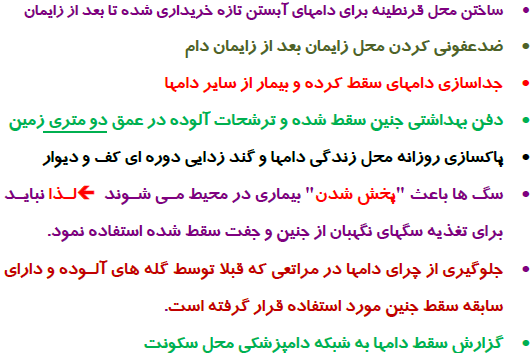 • ساختن محل قرنطینه برای دامهای آبستن تازه خریداری شده تا بعد از زایمان
• ضدعفونی کردن محل زایمان بعد از زایمان دام
• جداسازی دامهای سقط کرده و بیمار از سایر دامها
• دفن بهداشتی جنین سقط شده و ترشحات آلوده در عمق دو متری زمین
• پاکسازی روزانه محل زندگی دامها و گند زدایی دوره ای کف و دیوار
• سگ ها باعث "پخش شدن" بیماری در محیط مـی شـوند ←لـذا نبایـد
برای تغذیه سگهای نگهبان از جنین و جفت سقط شده استفاده نمود.
• جلوگیری از چرای دامها در مراتعی که قبلا توسط گله های آلـوده و دارای
سابقه سقط جنین مورد استفاده قرار گرفته است.
• گزارش سقط دامها به شبکه دامپزشکی محل سکونت